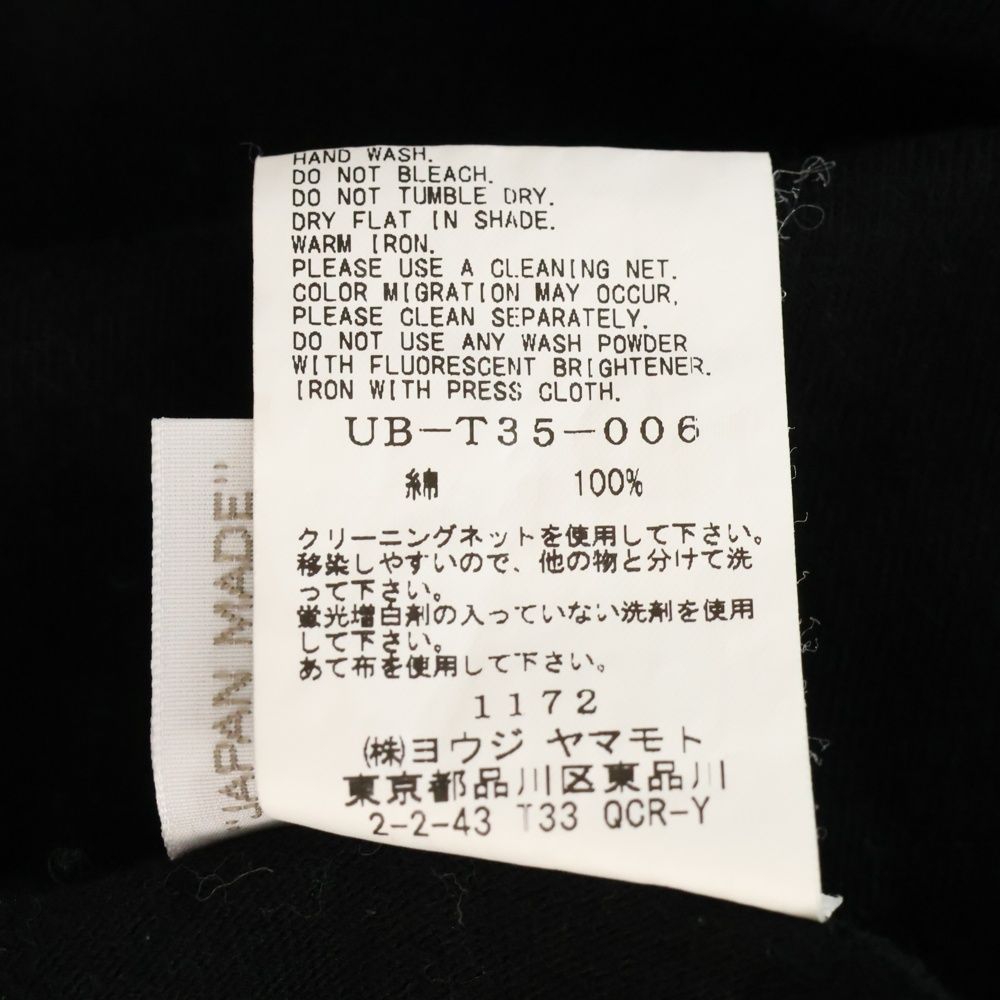 HAND WASH.
DO NOT BLEACH.
DO NOT TUMBLE DRY.
DRY FLAT IN SHADE.
WARM IRON.
PLEASE USE A CLEANING NET.
COLOR MIGRATION MAY OCCUR,
PLEASE CLEAN SEPARATELY.
DO NOT USE ANY WASH POWDER
WITH FLUORESCENT BRIGHTENER.
IRON WITH PRESS CLOTH.
UB-T35-006
綿 100%
クリーニングネットを使用して下さい。
移染しやすいので、他の物と分けて洗
って下さい。
蛍光増白剤の入っていない洗剤を使用
して下さい。
あて布を使用して下さい。
1172
(株)ヨウジ ヤマモト
東京都品川区東品川
2-2-43 T33 QCR-Y
"JAPAN MADE"